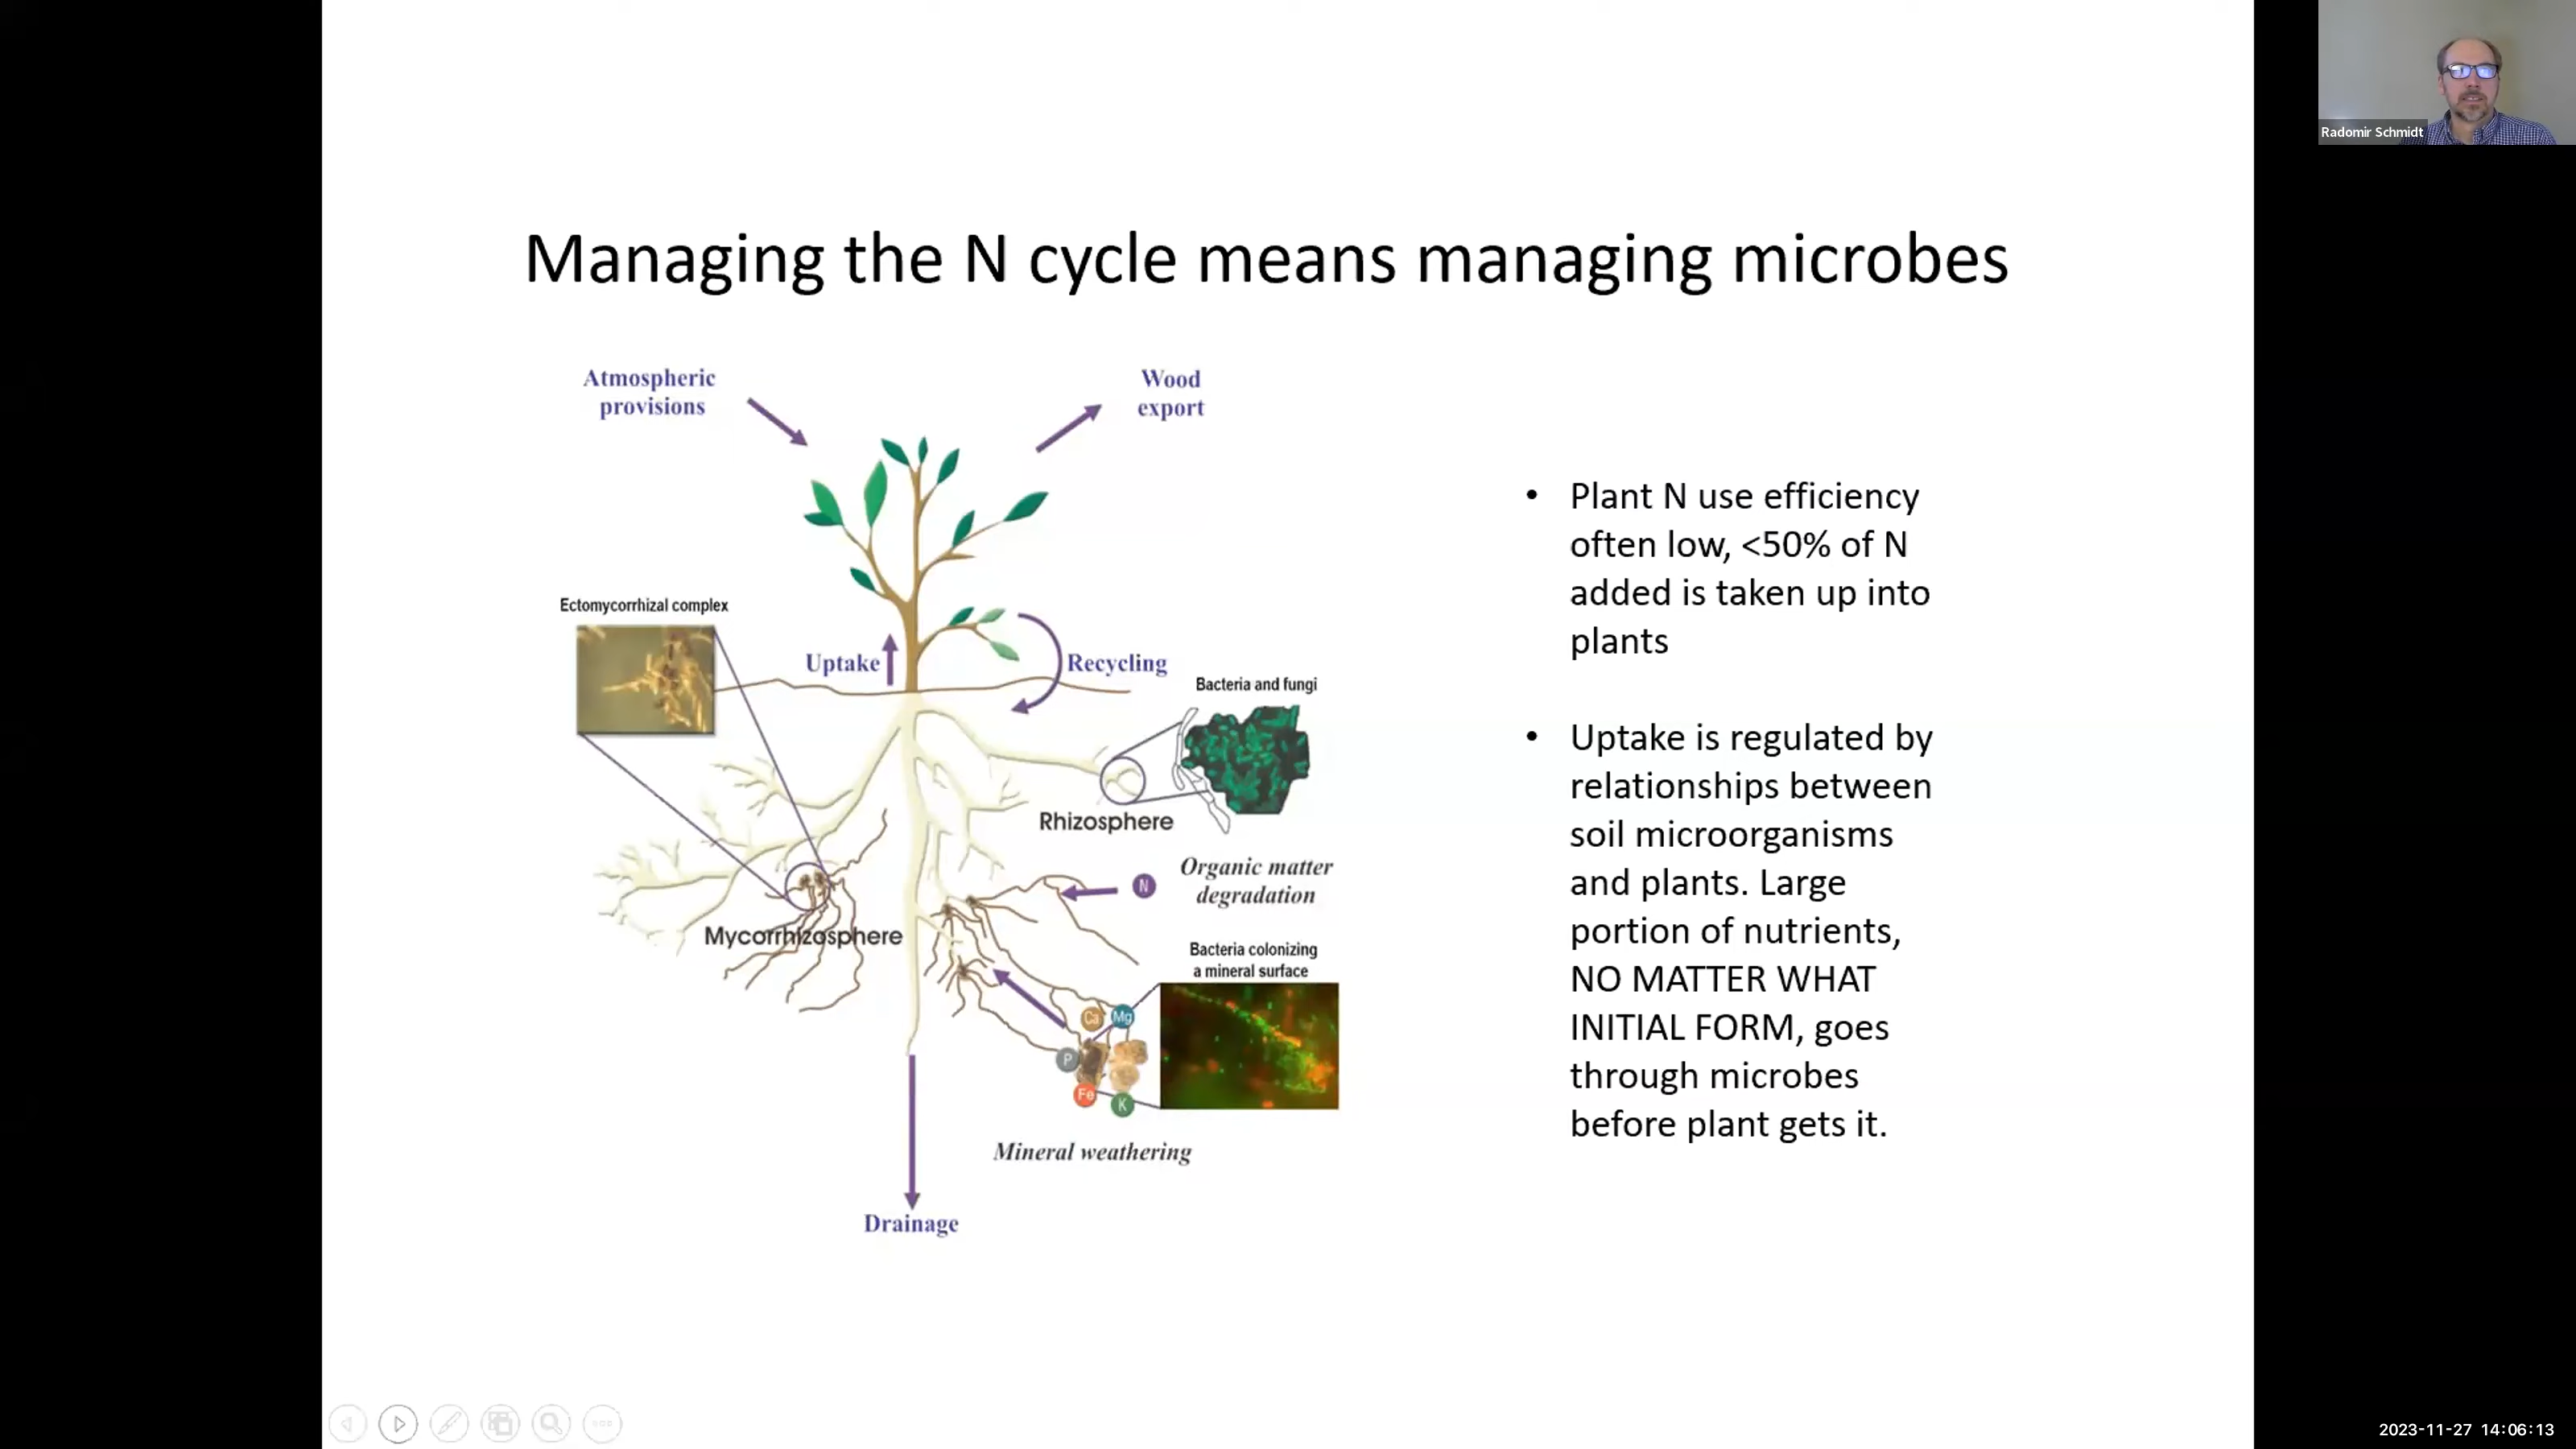 Radomir Schmidt
Managing the N cycle means managing microbes
Atmospheric
provisions
Wood
export
Ectomycorrhizal complex
Uptake
Recycling
Bacteria and fungi
Rhizosphere
Organic matter
degradation
N
Mycorrhizosphere
Bacteria colonizing
a mineral surface
Ca
Mg
P
Fe
K
Mineral weathering
Drainage
• Plant N use efficiency
often low, <50% of N
added is taken up into
plants
• Uptake is regulated by
relationships between
soil microorganisms
and plants. Large
portion of nutrients,
NO MATTER WHAT
INITIAL FORM, goes
through microbes
before plant gets it.
2023-11-27 14:06:13